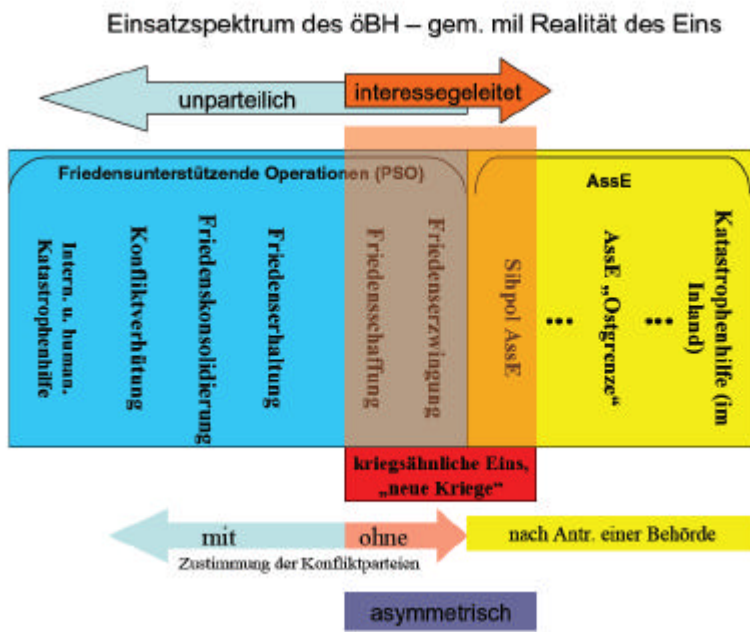 Einsatzspektrum des öBH – gem. mil Realität des Eins
unparteilich
interessegeleitet
Friedensunterstützende Operationen (PSO)
AssE
Intern. u. human.
Katastrophenhilfe
Konfliktverhütung
Friedenskonsolidierung
Friedenserhaltung
Friedensschaffung
Friedenserzwingung
Sihpol AssE
...
AssE „Ostgrenze“
...
Katastrophenhilfe (im
Inland)
kriegsähnliche Eins,
„neue Kriege“
mit
ohne
Zustimmung der Konfliktparteien
nach Antr. einer Behörde
asymmetrisch